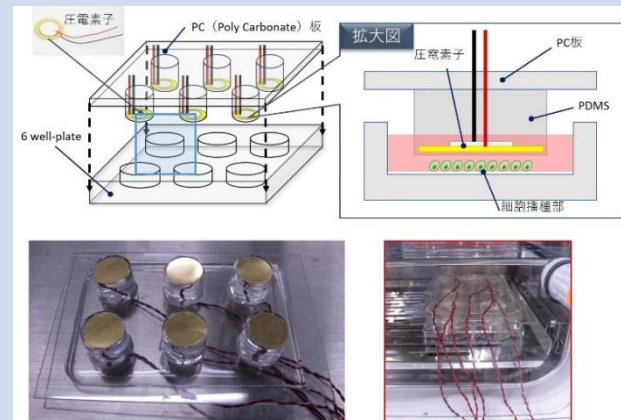 圧電素子
PC（Poly Carbonate）板
6 well-plate
拡大図
圧電素子
PC板
PDMS
細胞播種部